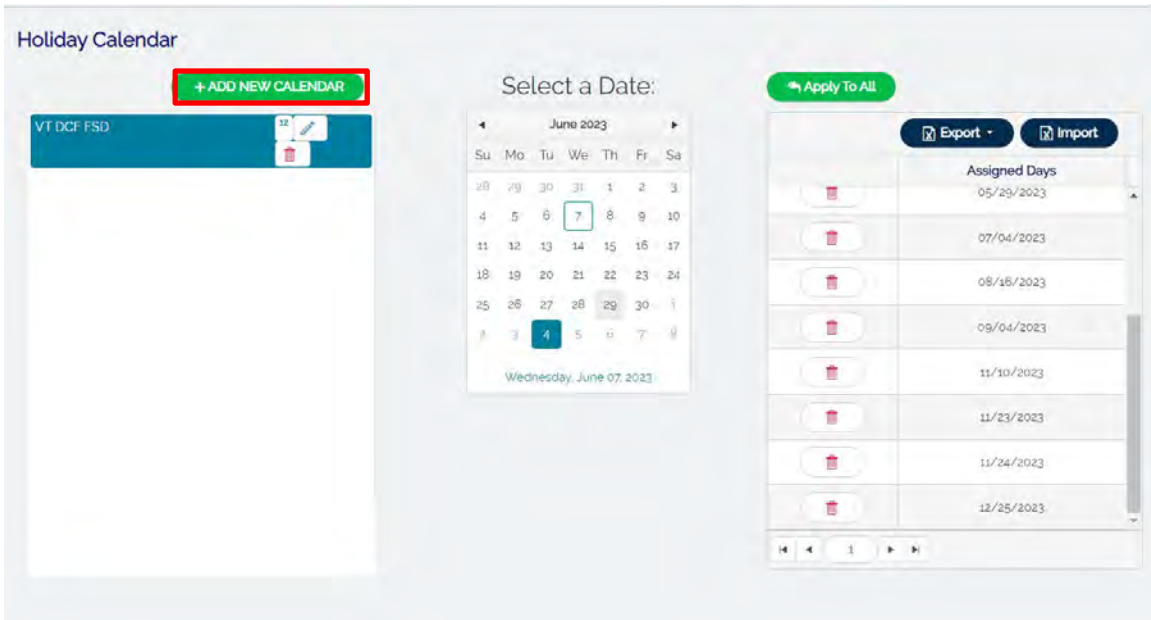 Holiday Calendar
+ ADD NEW CALENDAR
VT DCF FSD
12
Select a Date:
June 2023
Su Mo Tu We Th Fr Sa
28 29 30 31 1 2 3
4 5 6 7 8 9 10
11 12 13 14 15 16 17
18 19 20 21 22 23 24
25 26 27 28 29 30 1
2 3 4 5 6 7 8
Wednesday, June 07, 2023
Apply To All
Export
Import
Assigned Days
05/29/2023
07/04/2023
08/16/2023
09/04/2023
11/10/2023
11/23/2023
11/24/2023
12/25/2023
1